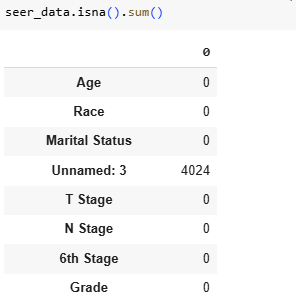 seer_data.isna().sum()
0
Age 0
Race 0
Marital Status 0
Unnamed: 3 4024
T Stage 0
N Stage 0
6th Stage 0
Grade 0